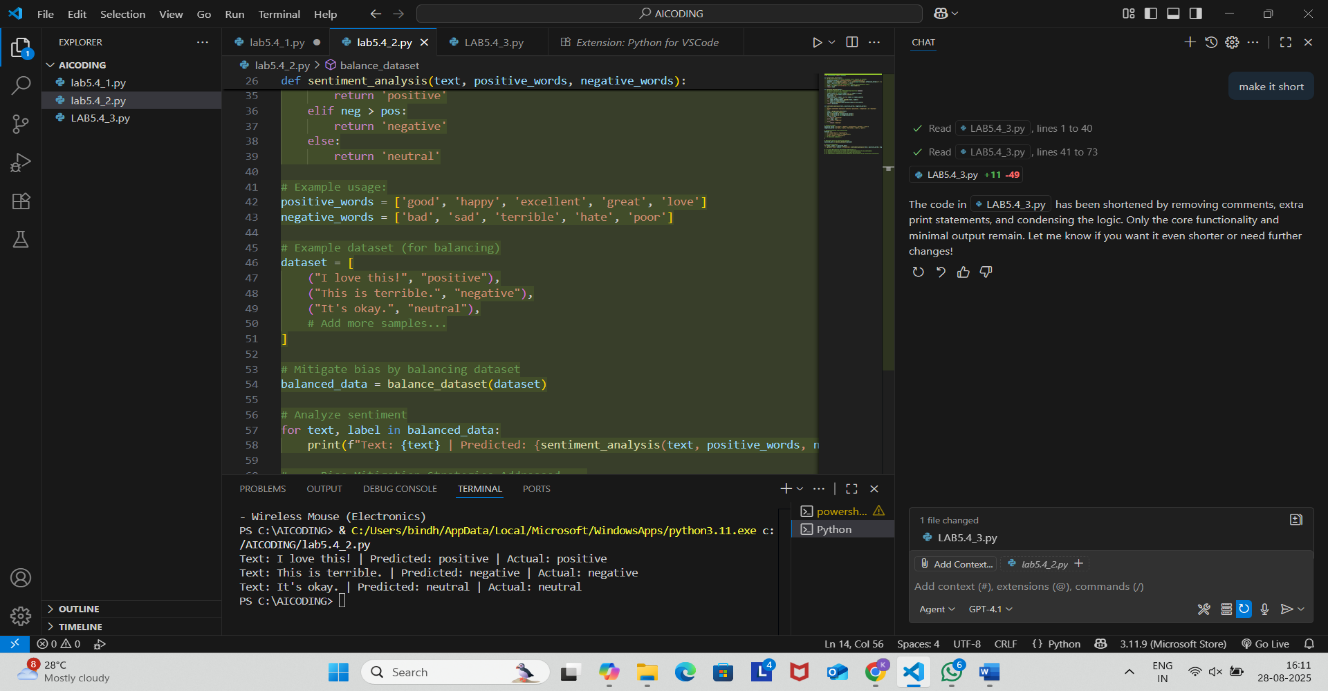 File Edit Selection View Go Run Terminal Help
AICODING
EXPLORER
AICODING
lab5.4_1.py
lab5.4_2.py
LAB5.4_3.py
OUTLINE
TIMELINE
lab5.4_1.py lab5.4_2.py LAB5.4_3.py Extension: Python for VSCode
lab5.4_2.py > balance_dataset
26 def sentiment_analysis(text, positive_words, negative_words):
35 return 'positive'
36 elif neg > pos:
37 return 'negative'
38 else:
39 return 'neutral'
40
41 # Example usage:
42 positive_words = ['good', 'happy', 'excellent', 'great', 'love']
43 negative_words = ['bad', 'sad', 'terrible', 'hate', 'poor']
44
45 # Example dataset (for balancing)
46 dataset = [
47 ("I love this!", "positive"),
48 ("This is terrible.", "negative"),
49 ("It's okay.", "neutral"),
50 # Add more samples...
51 ]
52
53 # Mitigate bias by balancing dataset
54 balanced_data = balance_dataset(dataset)
55
56 # Analyze sentiment
57 for text, label in balanced_data:
58 print(f"Text: {text} | Predicted: {sentiment_analysis(text, positive_words, n
59
PROBLEMS OUTPUT DEBUG CONSOLE TERMINAL PORTS
- Wireless Mouse (Electronics)
PS C:\AICODING> & C:/Users/bindh/AppData/Local/Microsoft/WindowsApps/python3.11.exe c:
/AICODING/lab5.4_2.py
Text: I love this! | Predicted: positive | Actual: positive
Text: This is terrible. | Predicted: negative | Actual: negative
Text: It's okay. | Predicted: neutral | Actual: neutral
PS C:\AICODING>
powersh...
Python
CHAT
make it short
Read LAB5.4_3.py, lines 1 to 40
Read LAB5.4_3.py, lines 41 to 73
LAB5.4_3.py +11 -49
The code in LAB5.4_3.py has been shortened by removing comments, extra
print statements, and condensing the logic. Only the core functionality and
minimal output remain. Let me know if you want it even shorter or need further
changes!
1 file changed
LAB5.4_3.py
Add Context... lab5.4_2.py
Add context (#), extensions (@), commands (/)
Agent GPT-4.1
0 0 Ln 14, Col 56 Spaces: 4 UTF-8 CRLF {} Python 3.11.9 (Microsoft Store) Go Live
8 28°C
Mostly cloudy
Search
4
K
6
ENG
IN
16:11
28-08-2025